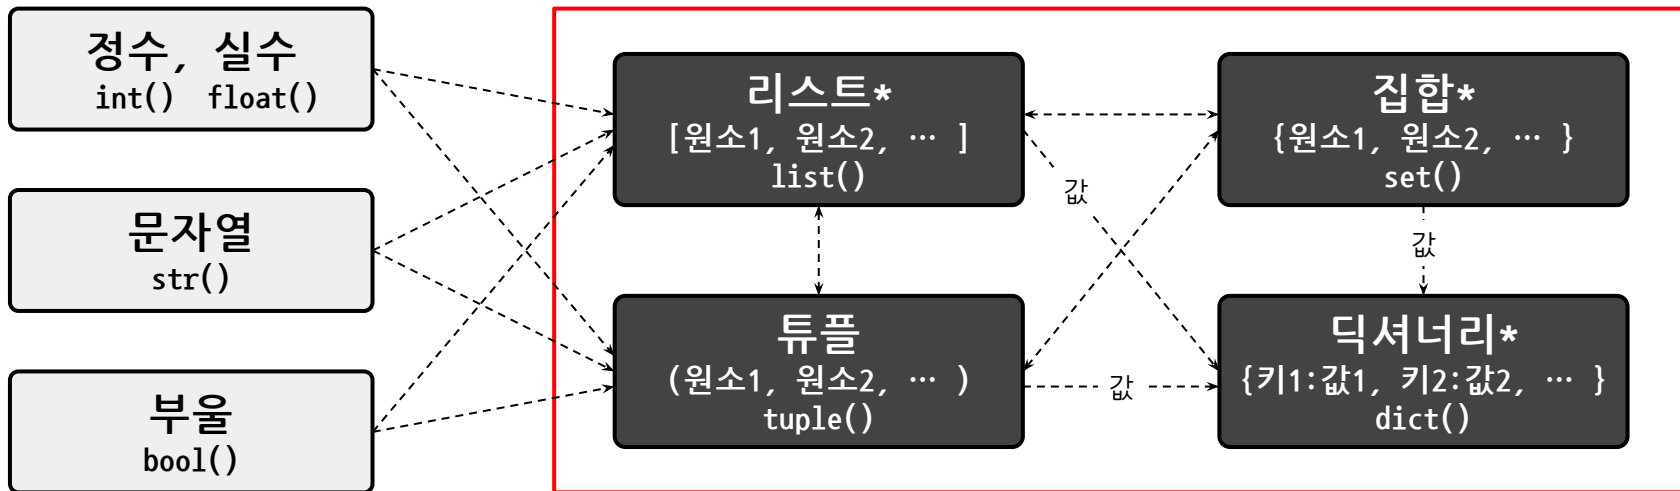 정수, 실수
int() float()
문자열
str()
부울
bool()
리스트*
[원소1, 원소2, … ]
list()
집합*
{원소1, 원소2, … }
set()
값
값
튜플
(원소1, 원소2, … )
tuple()
값
딕셔너리*
{키1:값1, 키2:값2, … }
dict()